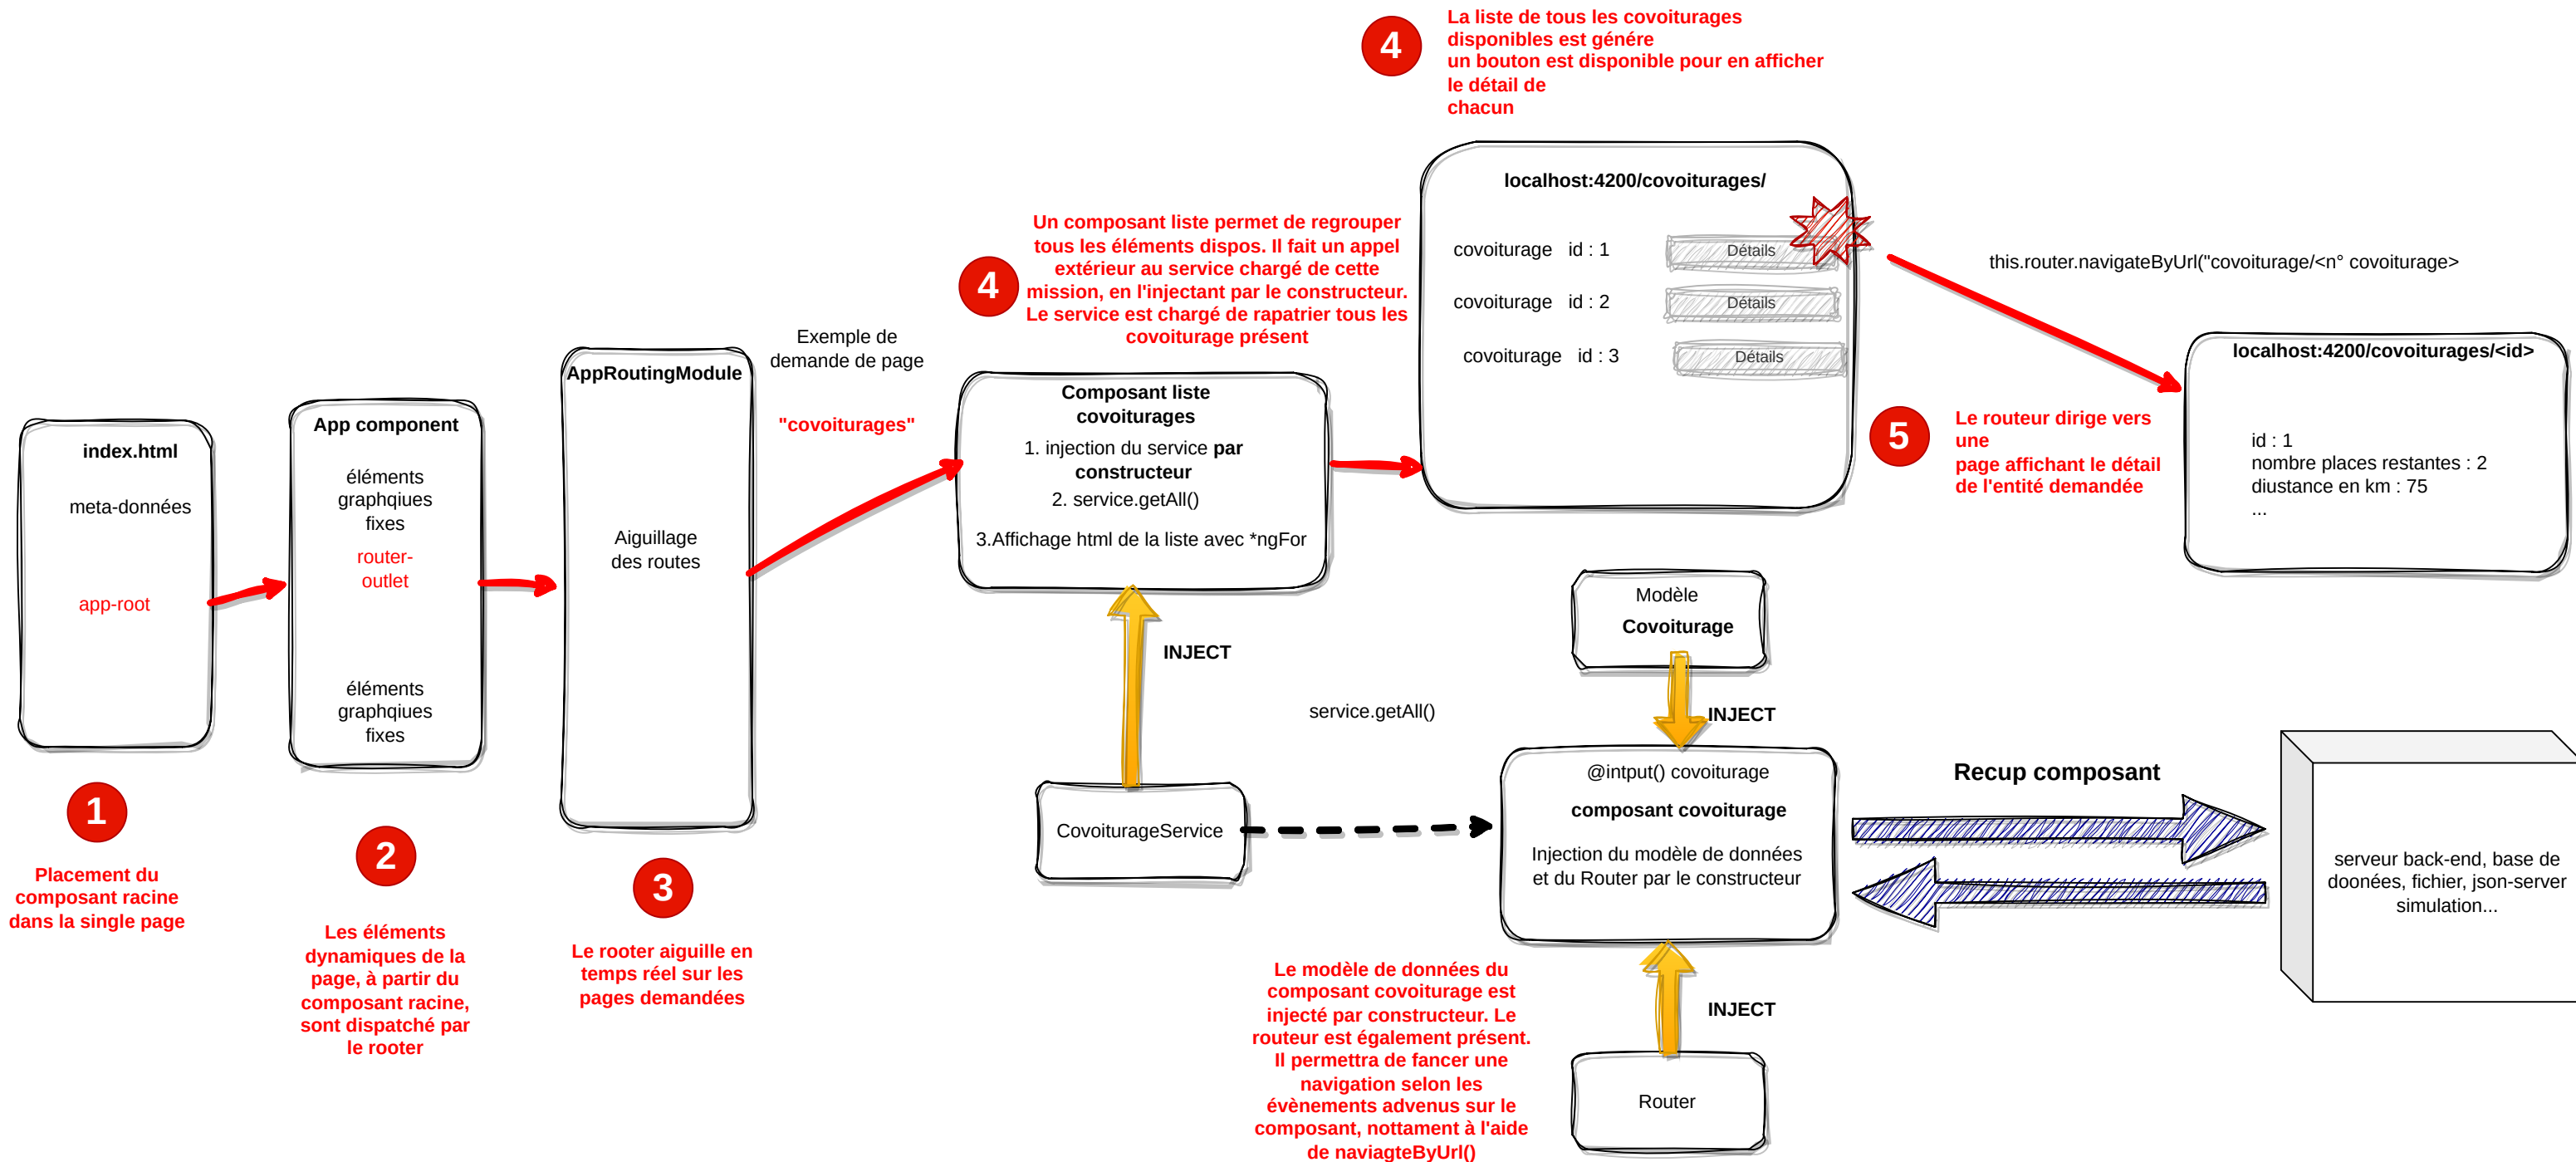 4
La liste de tous les covoiturages
disponibles est génére
un bouton est disponible pour en afficher
le détail de
chacun
localhost:4200/covoiturages/
covoiturage   id : 1
Détails
covoiturage   id : 2
Détails
covoiturage   id : 3
Détails
4
Un composant liste permet de regrouper
tous les éléments dispos. Il fait un appel
extérieur au service chargé de cette
mission, en l'injectant par le constructeur.
Le service est chargé de rapatrier tous les
covoiturage présent
this.router.navigateByUrl("covoiturage/<n° covoiturage>
localhost:4200/covoiturages/<id>
id : 1
nombre places restantes : 2
diustance en km : 75
...
5
Le routeur dirige vers
une
page affichant le détail
de l'entité demandée
Exemple de
demande de page
"covoiturages"
index.html
meta-données
app-root
App component
éléments
graphqiues
fixes
router-
outlet
éléments
graphqiues
fixes
AppRoutingModule
Aiguillage
des routes
Composant liste
covoiturages
1. injection du service par
constructeur
2. service.getAll()
3.Affichage html de la liste avec *ngFor
INJECT
service.getAll()
Modèle
Covoiturage
INJECT
CovoiturageService
@intput() covoiturage
composant covoiturage
Injection du modèle de données
et du Router par le constructeur
Recup composant
serveur back-end, base de
doonées, fichier, json-server
simulation...
1
Placement du
composant racine
dans la single page
2
Les éléments
dynamiques de la
page, à partir du
composant racine,
sont dispatché par
le rooter
3
Le rooter aiguille en
temps réel sur les
pages demandées
Le modèle de données du
composant covoiturage est
injecté par constructeur. Le
routeur est également présent.
Il permettra de fancer une
navigation selon les
évènements advenus sur le
composant, nottament à l'aide
de naviagteByUrl()
INJECT
Router